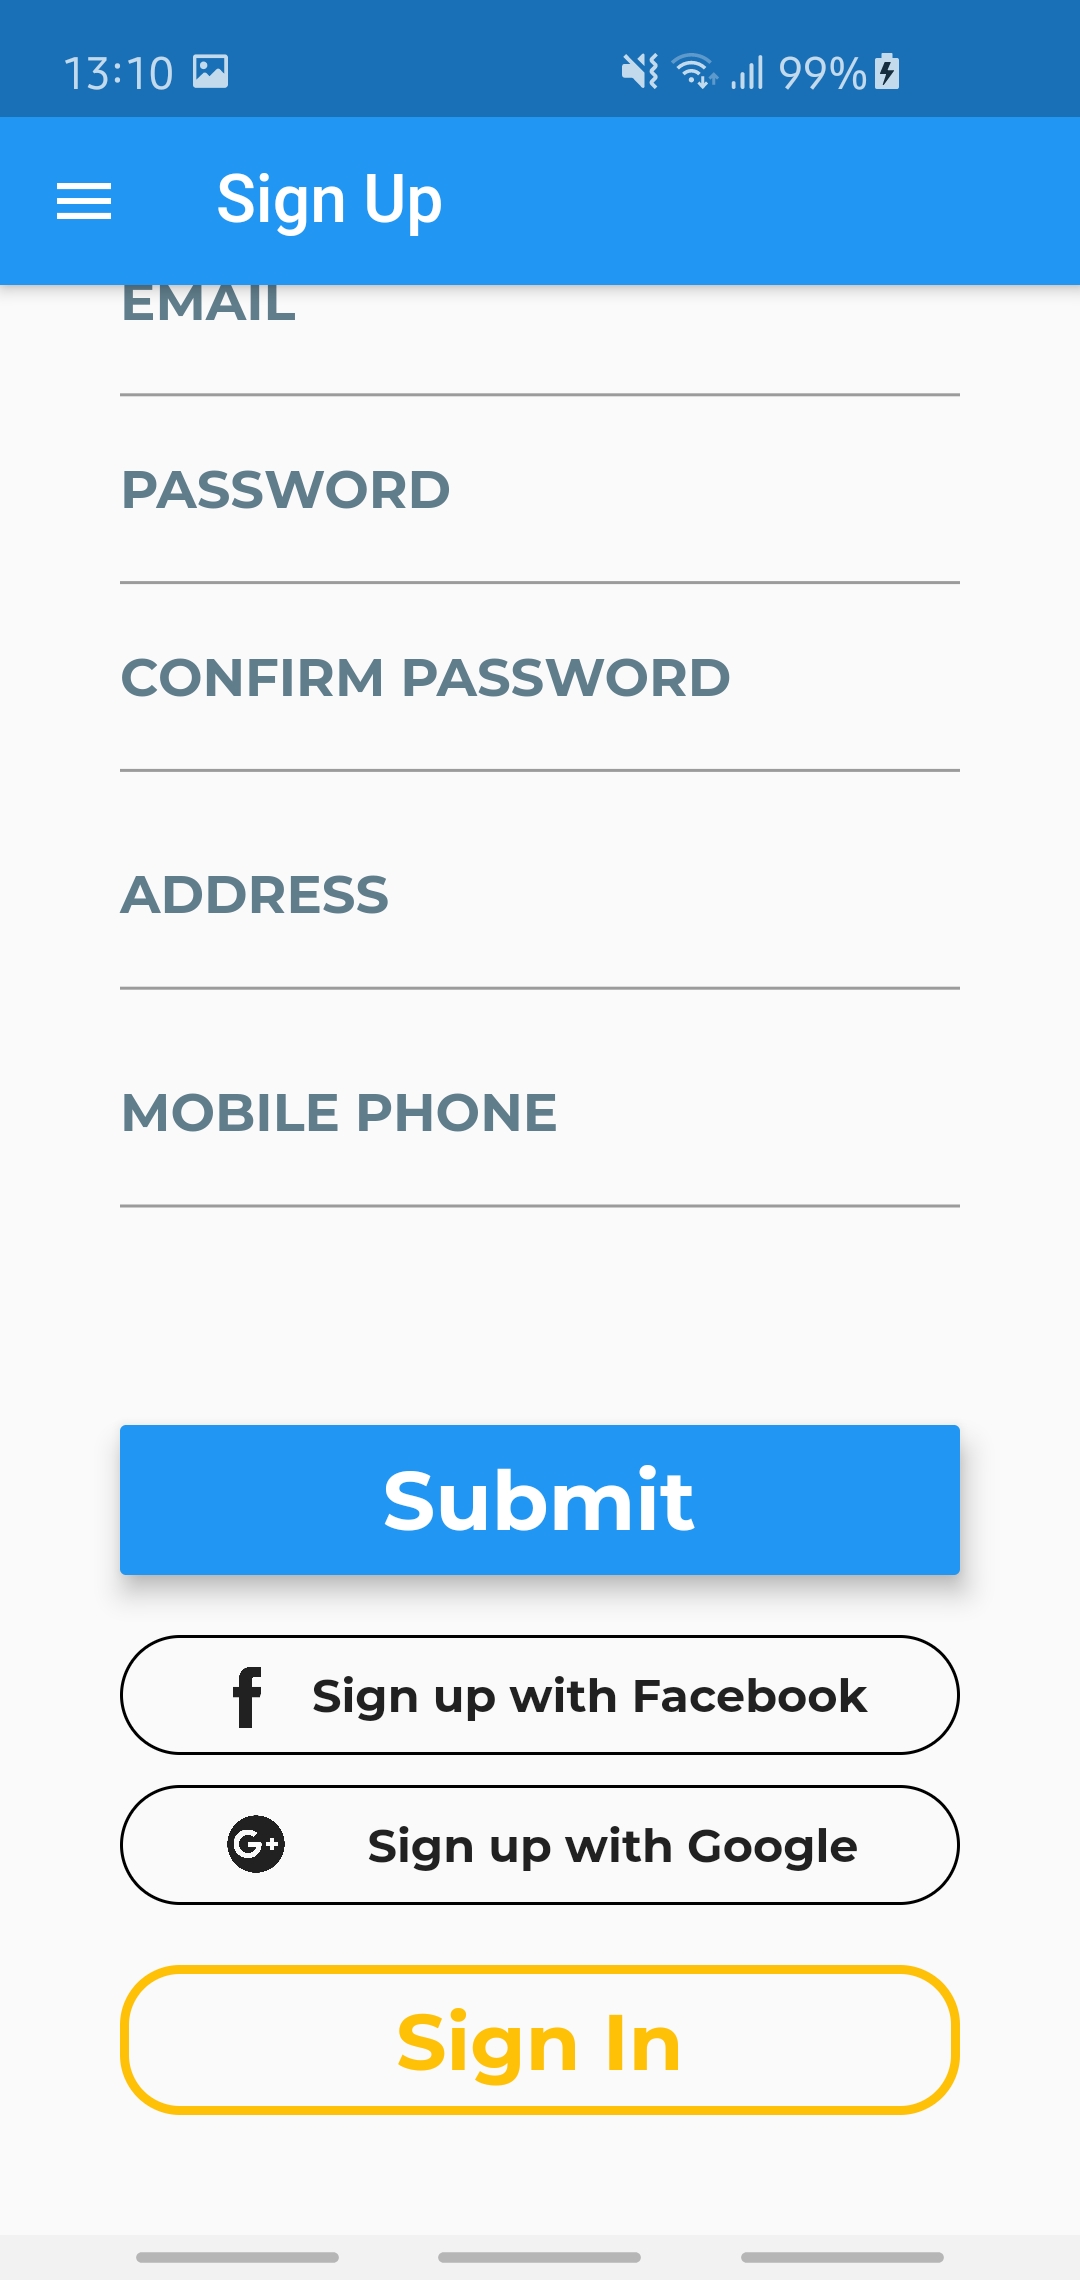 13:10 99%
Sign Up
EMAIL
PASSWORD
CONFIRM PASSWORD
ADDRESS
MOBILE PHONE
Submit
f Sign up with Facebook
G+ Sign up with Google
Sign In